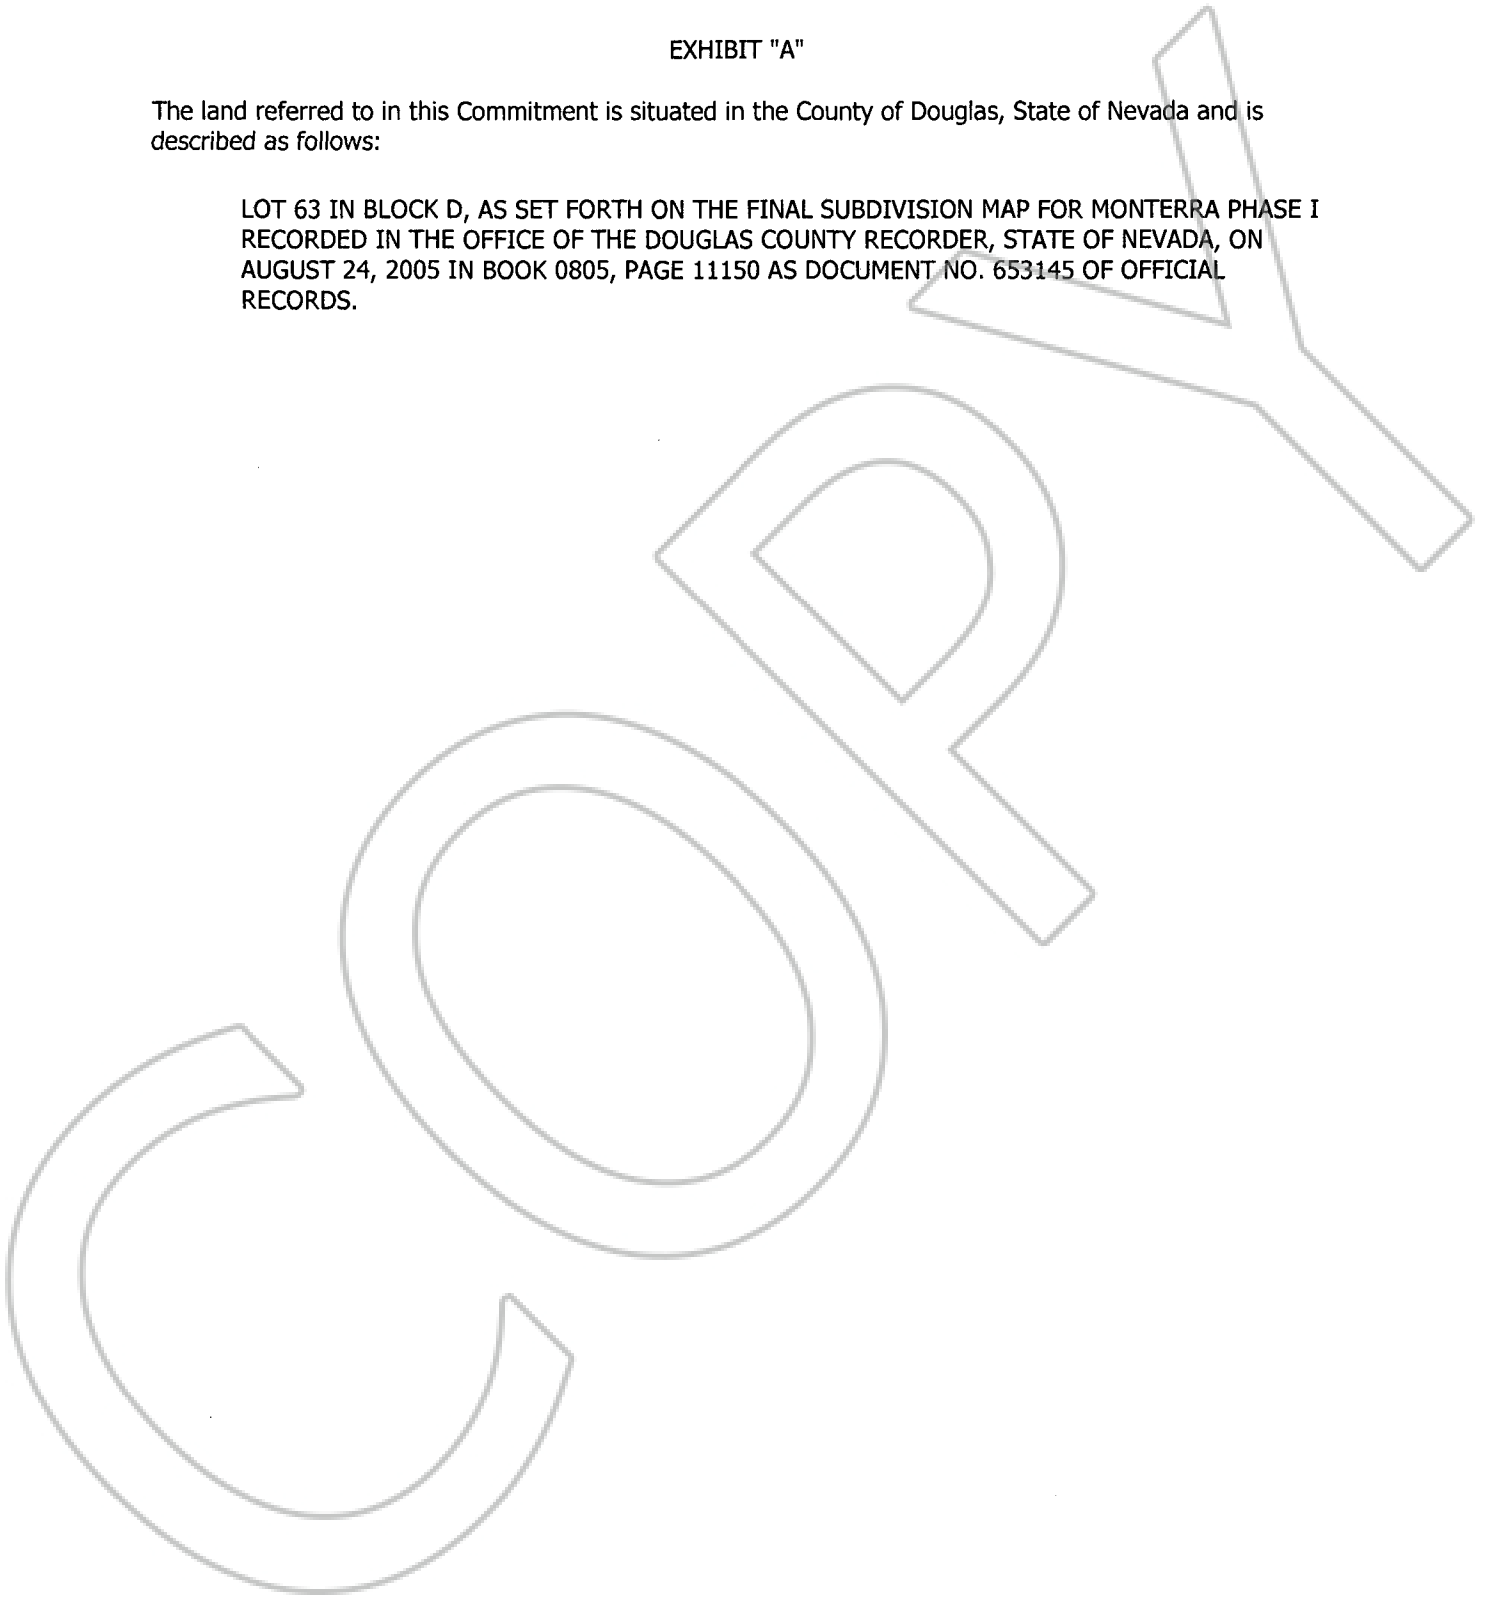 EXHIBIT "A"
The land referred to in this Commitment is situated in the County of Douglas, State of Nevada and is
described as follows:
LOT 63 IN BLOCK D, AS SET FORTH ON THE FINAL SUBDIVISION MAP FOR MONTERRA PHASE I
RECORDED IN THE OFFICE OF THE DOUGLAS COUNTY RECORDER, STATE OF NEVADA, ON
AUGUST 24, 2005 IN BOOK 0805, PAGE 11150 AS DOCUMENT NO. 653145 OF OFFICIAL
RECORDS.
COPY